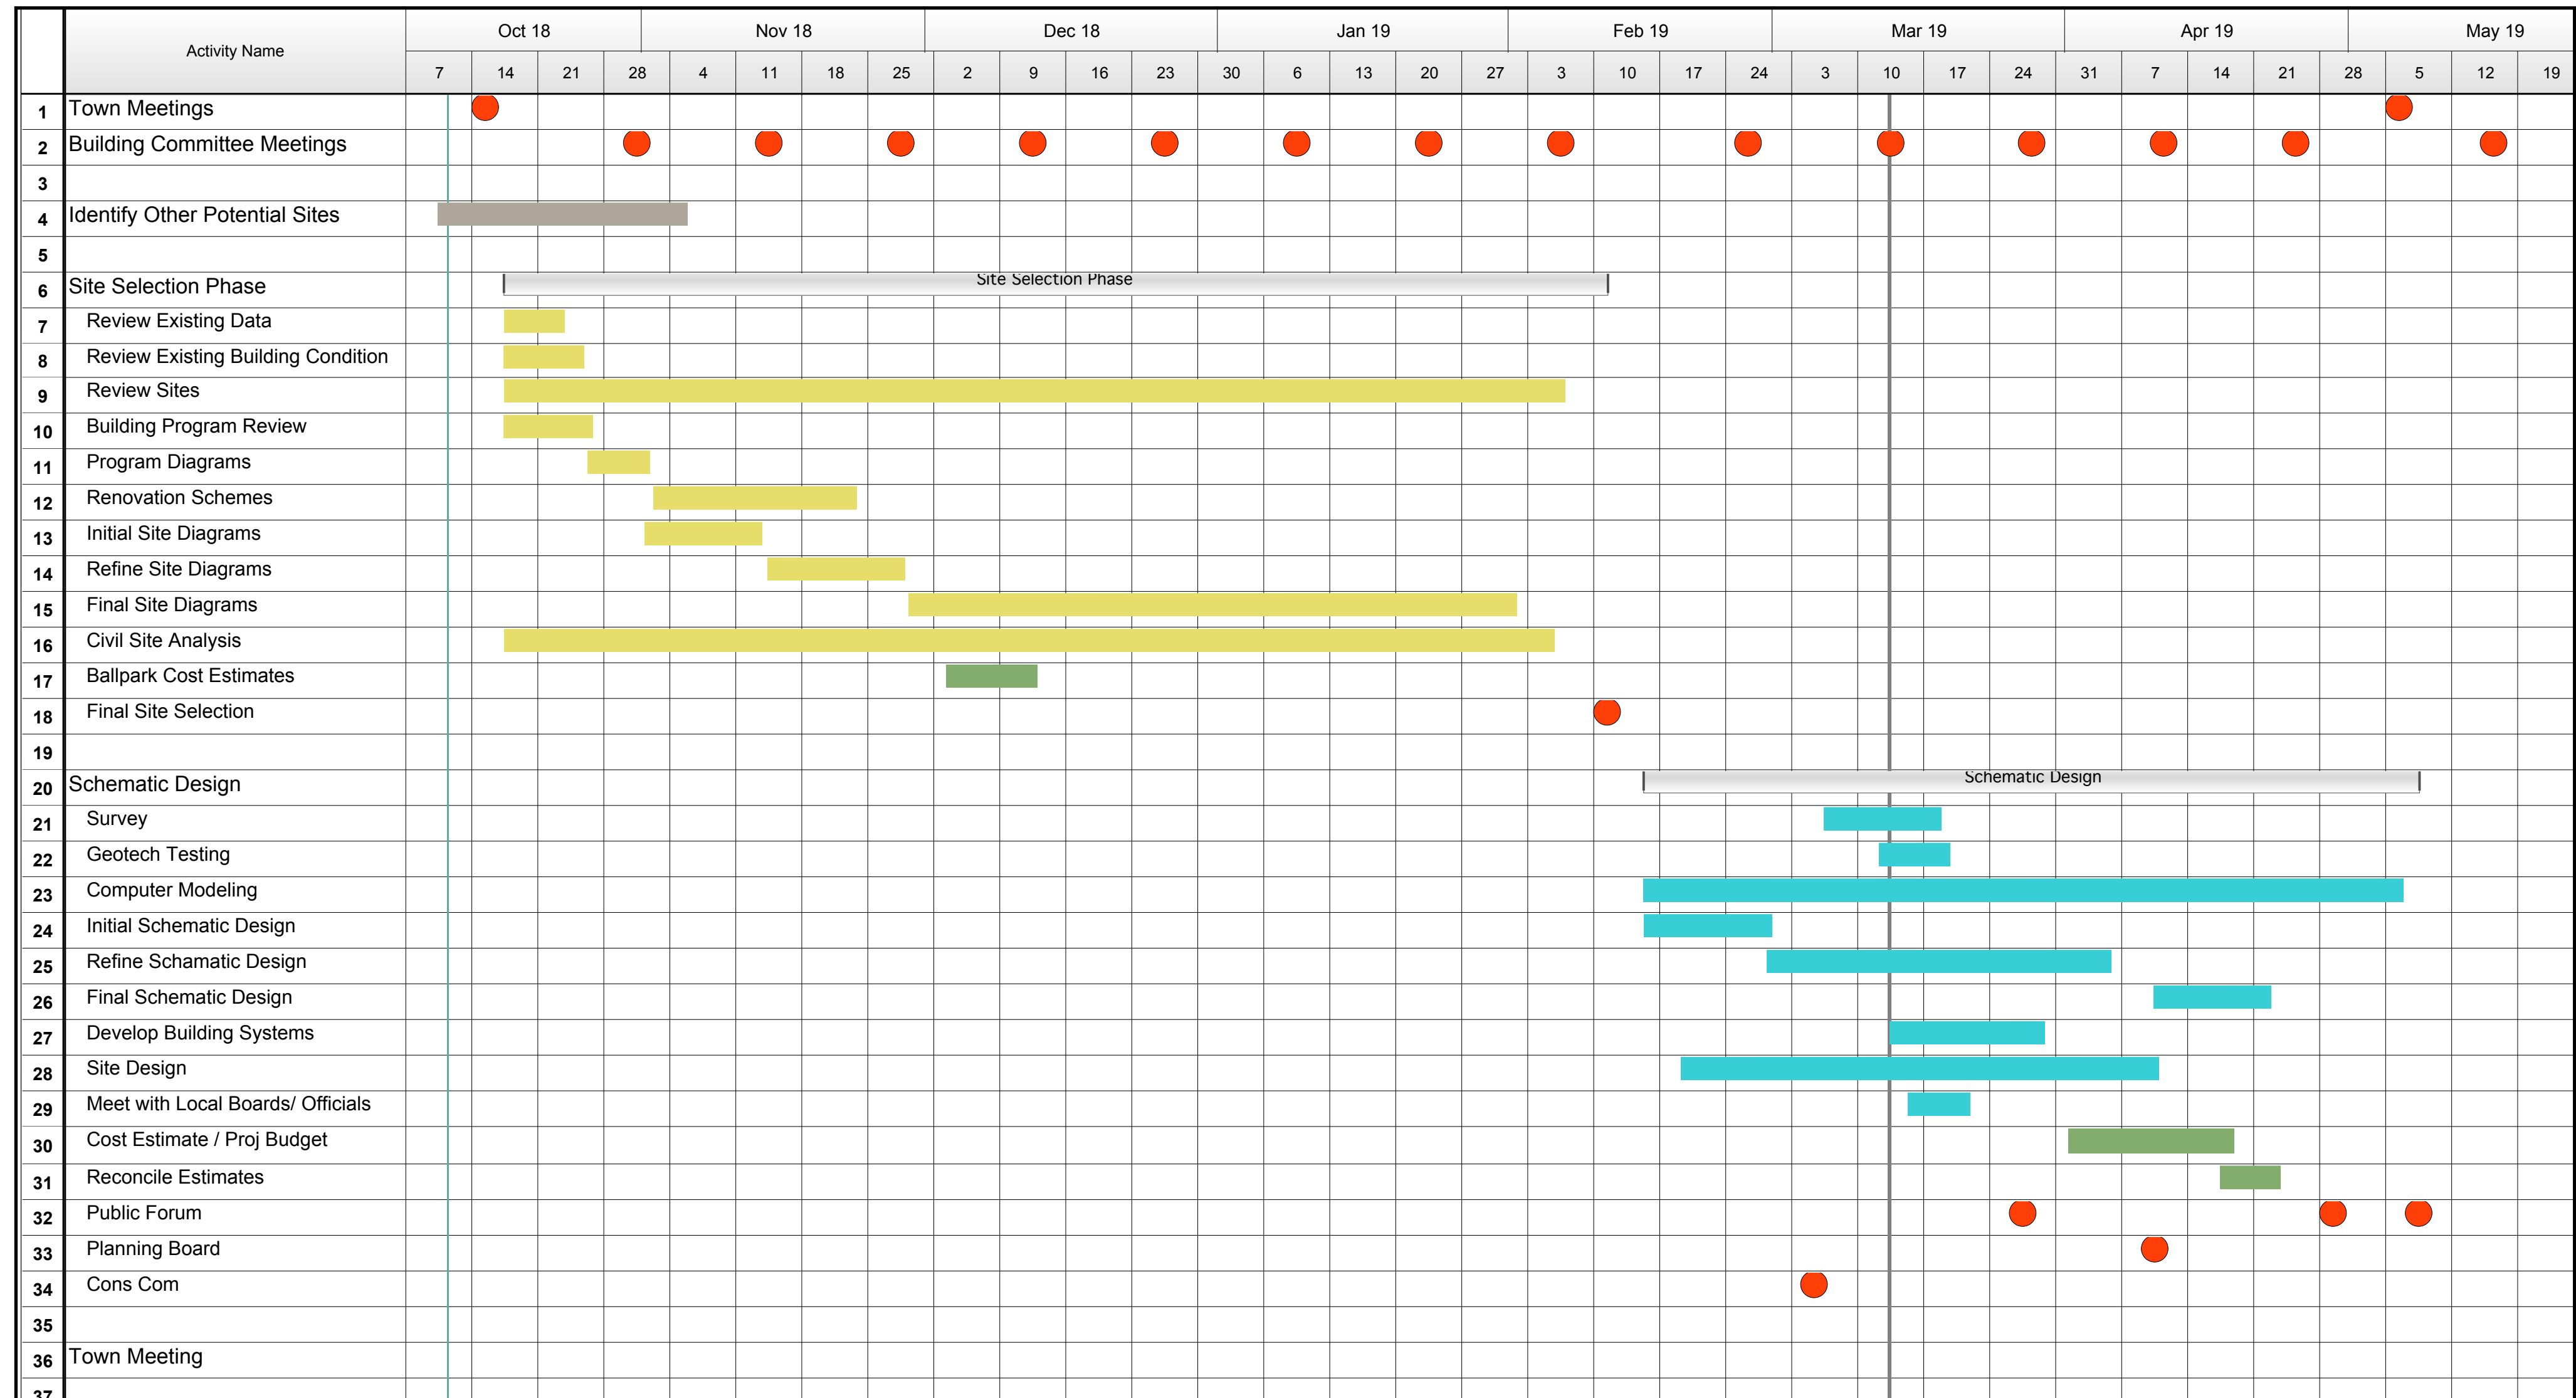 Activity Name
Oct 18 Nov 18 Dec 18 Jan 19 Feb 19 Mar 19 Apr 19 May 19
7 14 21 28 4 11 18 25 2 9 16 23 30 6 13 20 27 3 10 17 24 3 10 17 24 31 7 14 21 28 5 12 19
1 Town Meetings
2 Building Committee Meetings
3
4 Identify Other Potential Sites
5
6 Site Selection Phase Site Selection Phase
7 Review Existing Data
8 Review Existing Building Condition
9 Review Sites
10 Building Program Review
11 Program Diagrams
12 Renovation Schemes
13 Initial Site Diagrams
14 Refine Site Diagrams
15 Final Site Diagrams
16 Civil Site Analysis
17 Ballpark Cost Estimates
18 Final Site Selection
19
20 Schematic Design Schematic Design
21 Survey
22 Geotech Testing
23 Computer Modeling
24 Initial Schematic Design
25 Refine Schamatic Design
26 Final Schematic Design
27 Develop Building Systems
28 Site Design
29 Meet with Local Boards/ Officials
30 Cost Estimate / Proj Budget
31 Reconcile Estimates
32 Public Forum
33 Planning Board
34 Cons Com
35
36 Town Meeting
37